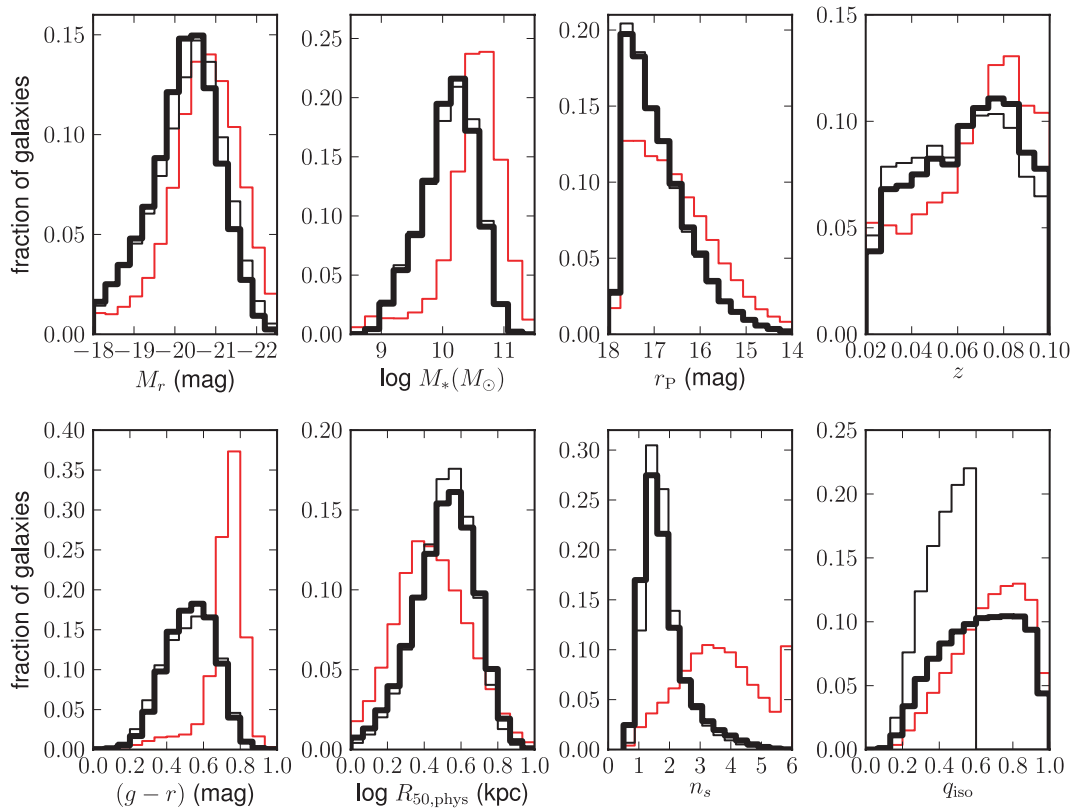 fraction of galaxies
0.15
0.10
0.05
0.00
−18−19−20−21−22
M_r (mag)
0.25
0.20
0.15
0.10
0.05
0.00
9 10 11
log M_*(M_⊙)
0.20
0.15
0.10
0.05
0.00
18 17 16 15 14
r_P (mag)
0.15
0.10
0.05
0.00
0.02 0.04 0.06 0.08 0.10
z
fraction of galaxies
0.40
0.35
0.30
0.25
0.20
0.15
0.10
0.05
0.00
0.0 0.2 0.4 0.6 0.8 1.0
(g − r) (mag)
0.20
0.15
0.10
0.05
0.00
0.0 0.2 0.4 0.6 0.8 1.0
log R_50,phys (kpc)
0.30
0.25
0.20
0.15
0.10
0.05
0.00
0 1 2 3 4 5 6
n_s
0.25
0.20
0.15
0.10
0.05
0.00
0.0 0.2 0.4 0.6 0.8 1.0
q_iso